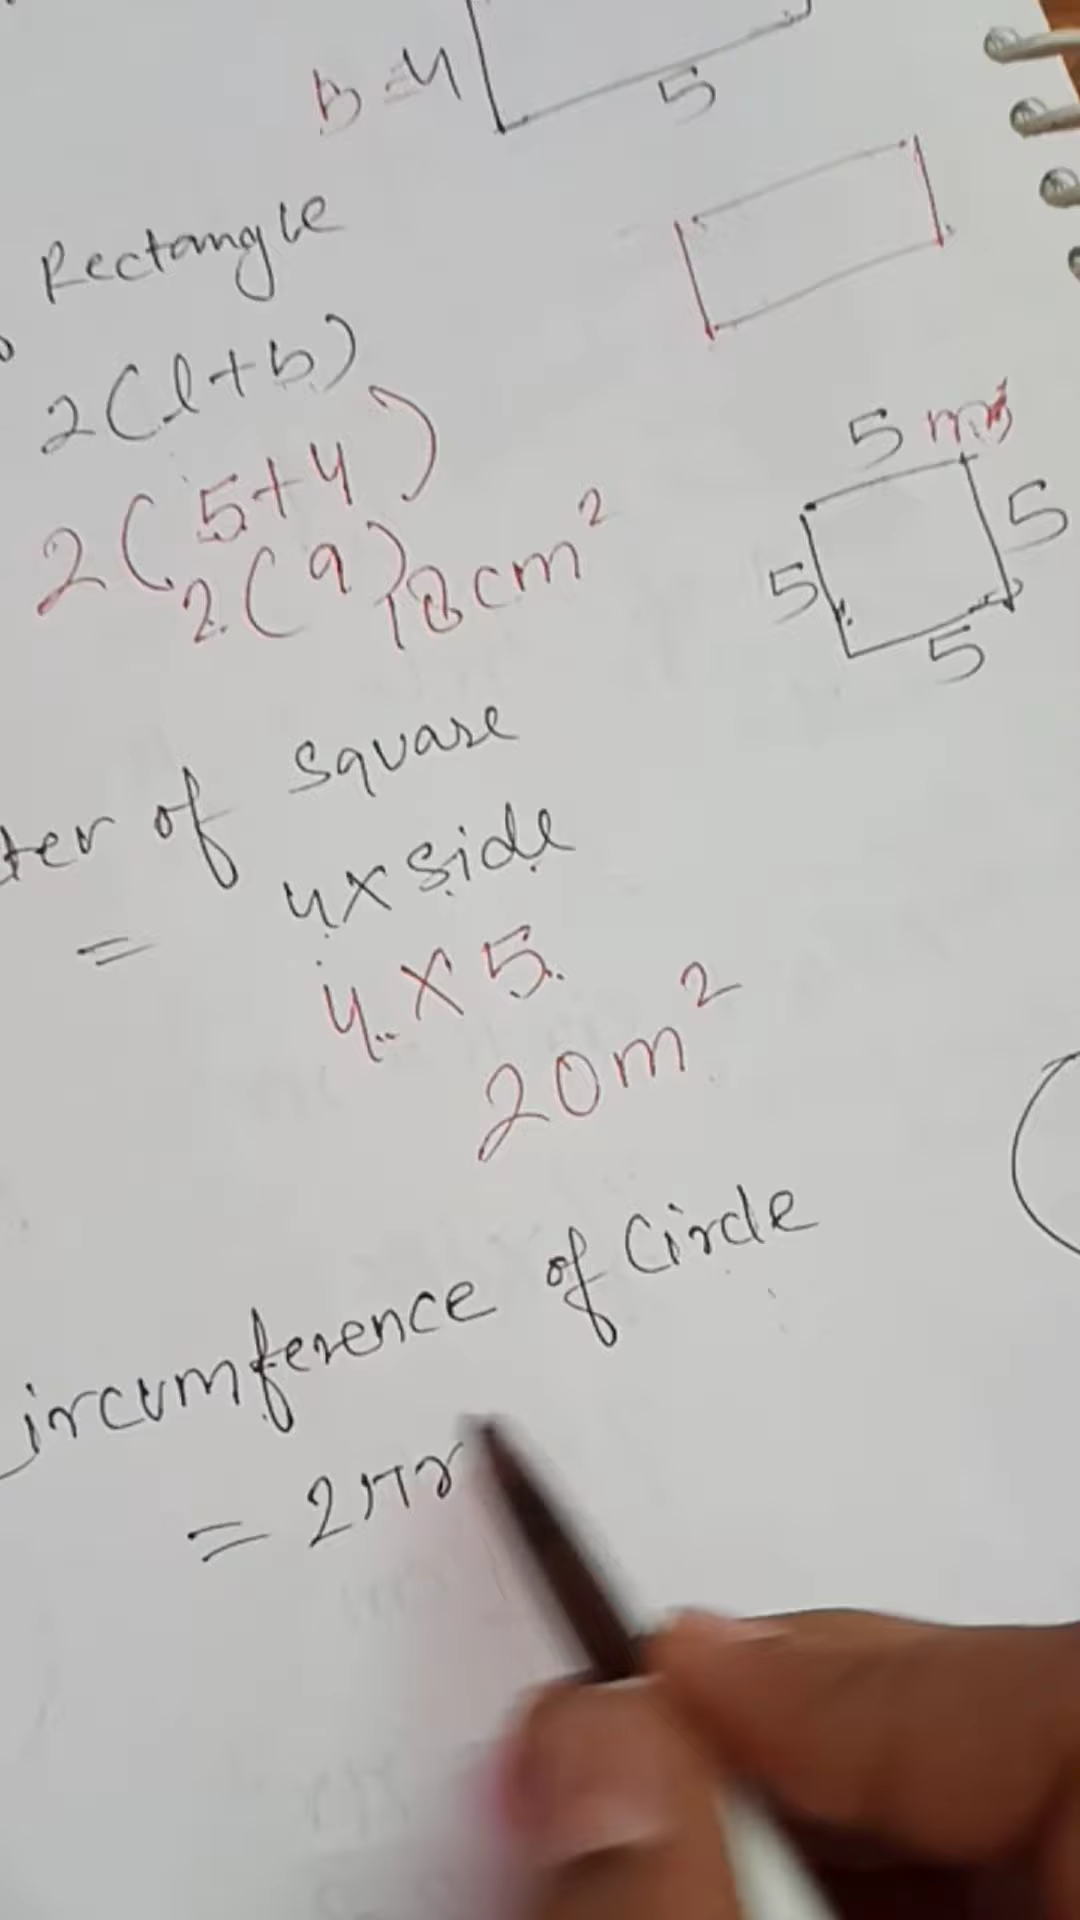 B = 4
5
Rectangle
2(l+b)
2(5+4)
2(9)18cm²
5 m
5
5
5
ter of square
= 4×side
4×5
20m²
ircumference of Circle
= 2πr